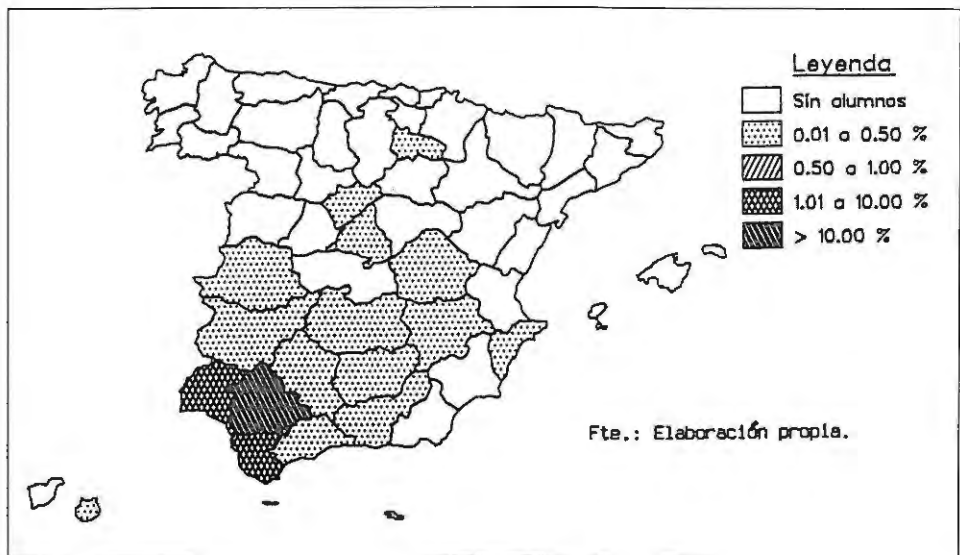 Leyenda
Sin alumnos
0.01 a 0.50 %
0.50 a 1.00 %
1.01 a 10.00 %
> 10.00 %
Fte.: Elaboración propia.